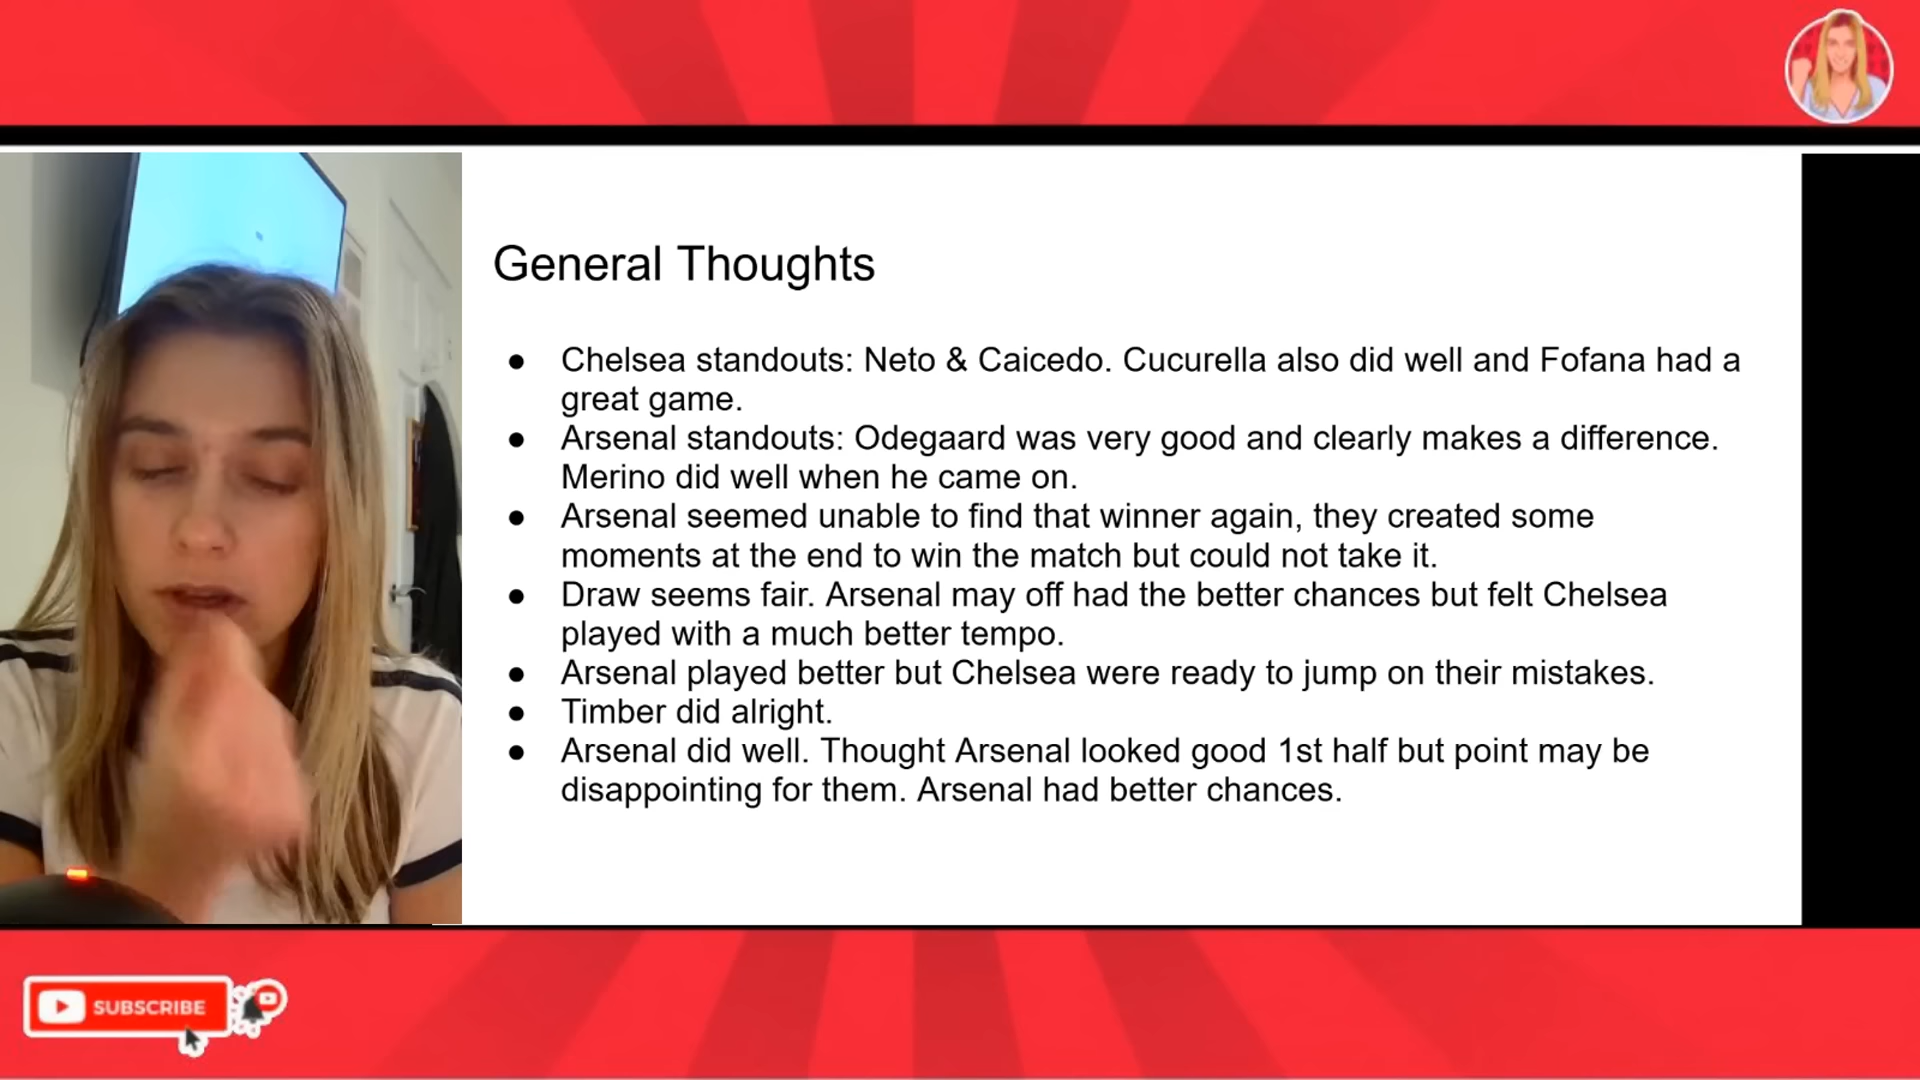 General Thoughts
● Chelsea standouts: Neto & Caicedo. Cucurella also did well and Fofana had a
great game.
● Arsenal standouts: Odegaard was very good and clearly makes a difference.
Merino did well when he came on.
● Arsenal seemed unable to find that winner again, they created some
moments at the end to win the match but could not take it.
● Draw seems fair. Arsenal may off had the better chances but felt Chelsea
played with a much better tempo.
● Arsenal played better but Chelsea were ready to jump on their mistakes.
● Timber did alright.
● Arsenal did well. Thought Arsenal looked good 1st half but point may be
disappointing for them. Arsenal had better chances.
SUBSCRIBE